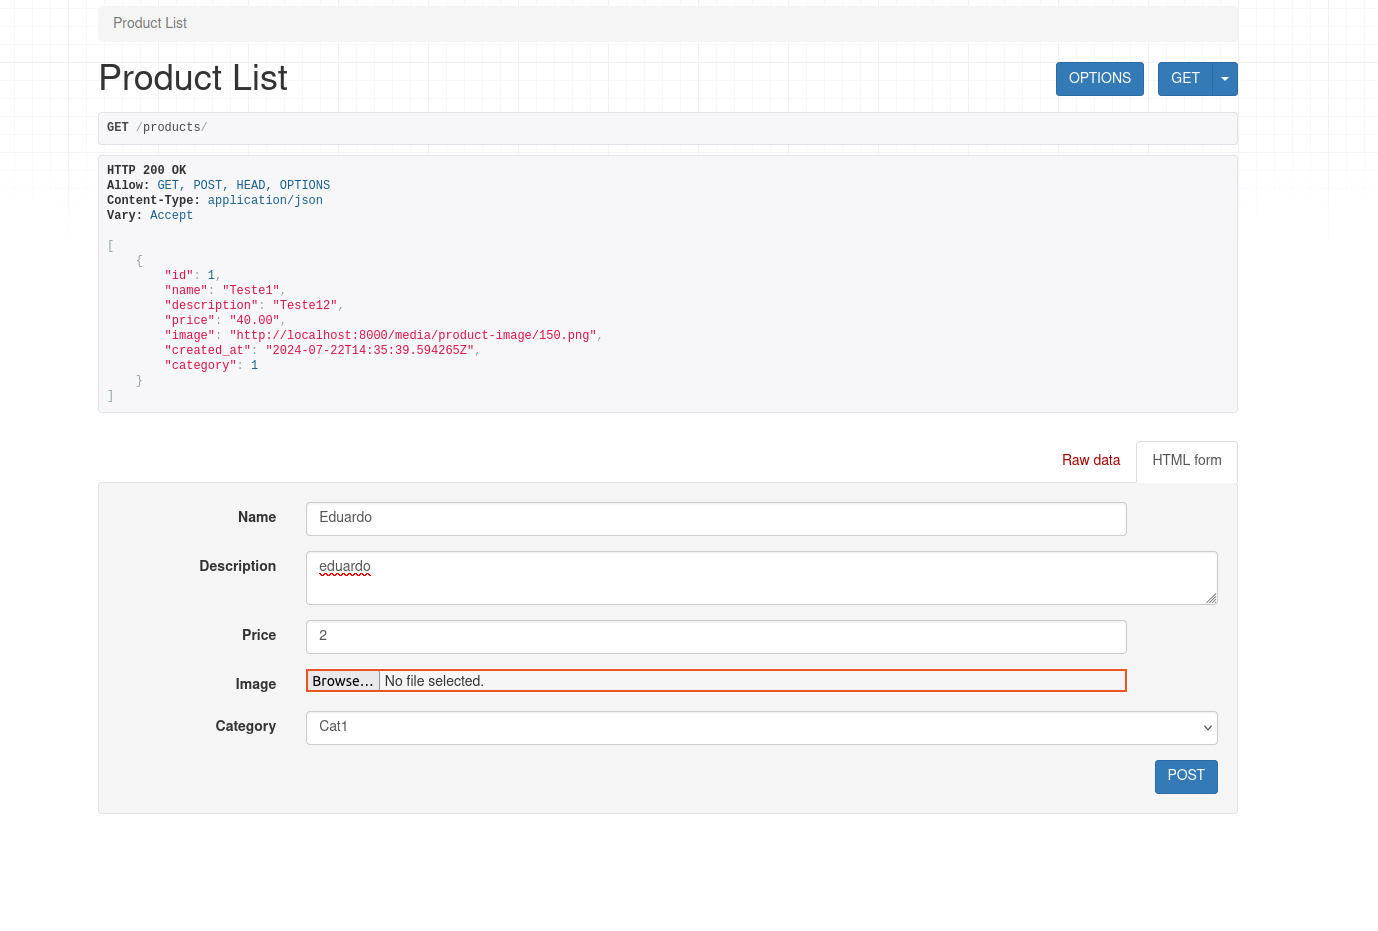 Product List
Product List
OPTIONS
GET
GET /products/
HTTP 200 OK
Allow: GET, POST, HEAD, OPTIONS
Content-Type: application/json
Vary: Accept
[
    {
        "id": 1,
        "name": "Teste1",
        "description": "Teste12",
        "price": "40.00",
        "image": "http://localhost:8000/media/product-image/150.png",
        "created_at": "2024-07-22T14:35:39.594265Z",
        "category": 1
    }
]
Raw data
HTML form
Name
Eduardo
Description
eduardo
Price
2
Image
Browse... No file selected.
Category
Cat1
POST